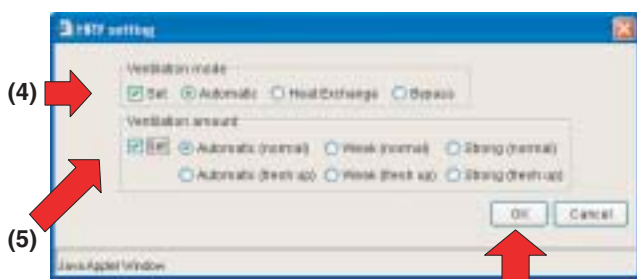 HRV setting
Ventilation mode
(4)
Set Automatic Heat Exchange Bypass
Ventilation amount
Set Automatic (normal) Weak (normal) Strong (normal)
Automatic (fresh up) Weak (fresh up) Strong (fresh up)
(5)
OK Cancel
Java Applet Window